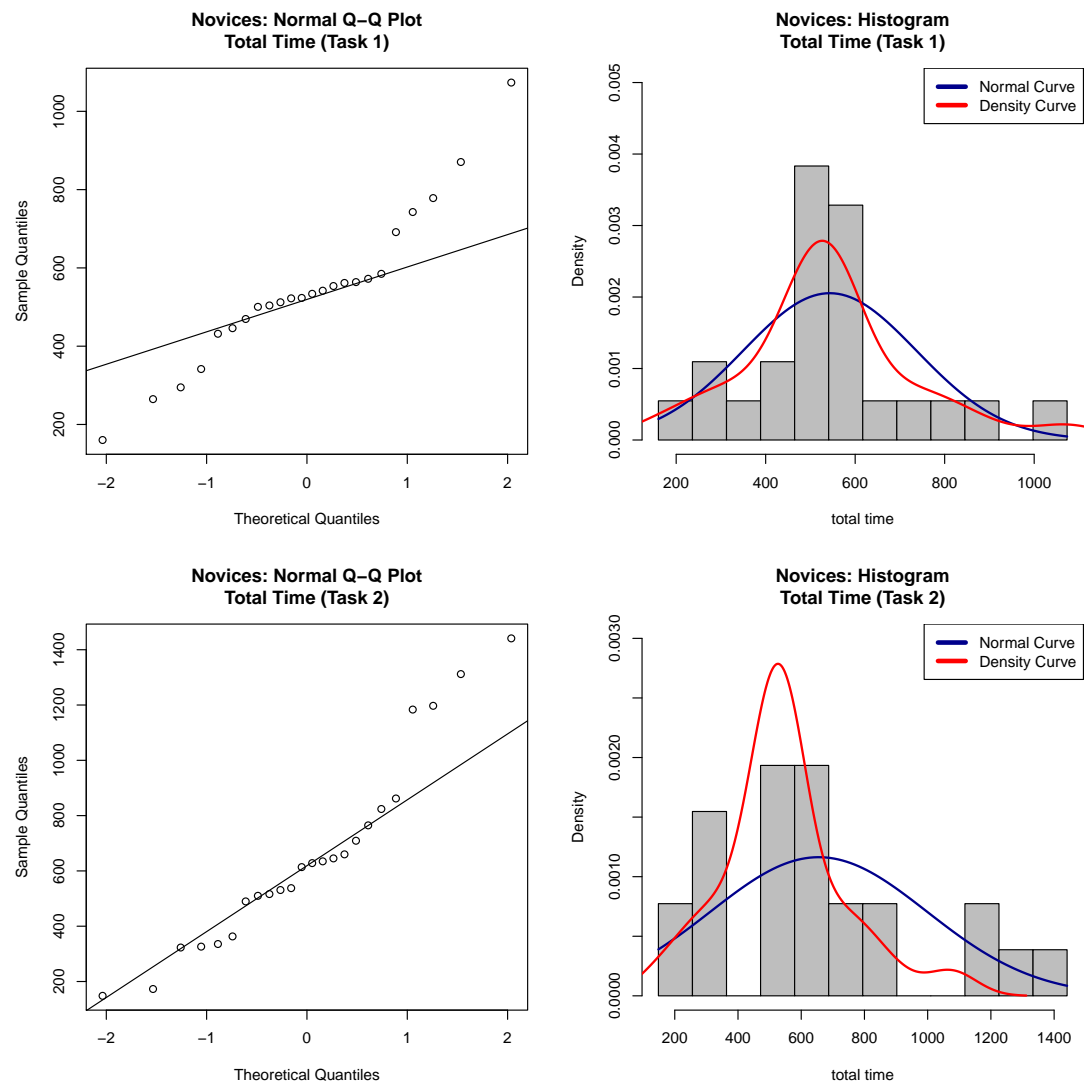 Novices: Normal Q−Q Plot
Total Time (Task 1)
Sample Quantiles
1000
800
600
400
200
−2 −1 0 1 2
Theoretical Quantiles
Novices: Histogram
Total Time (Task 1)
Normal Curve
Density Curve
Density
0.005
0.004
0.003
0.002
0.001
0.000
200 400 600 800 1000
total time
Novices: Normal Q−Q Plot
Total Time (Task 2)
Sample Quantiles
1400
1200
1000
800
600
400
200
−2 −1 0 1 2
Theoretical Quantiles
Novices: Histogram
Total Time (Task 2)
Normal Curve
Density Curve
Density
0.0030
0.0020
0.0010
0.0000
200 400 600 800 1000 1200 1400
total time